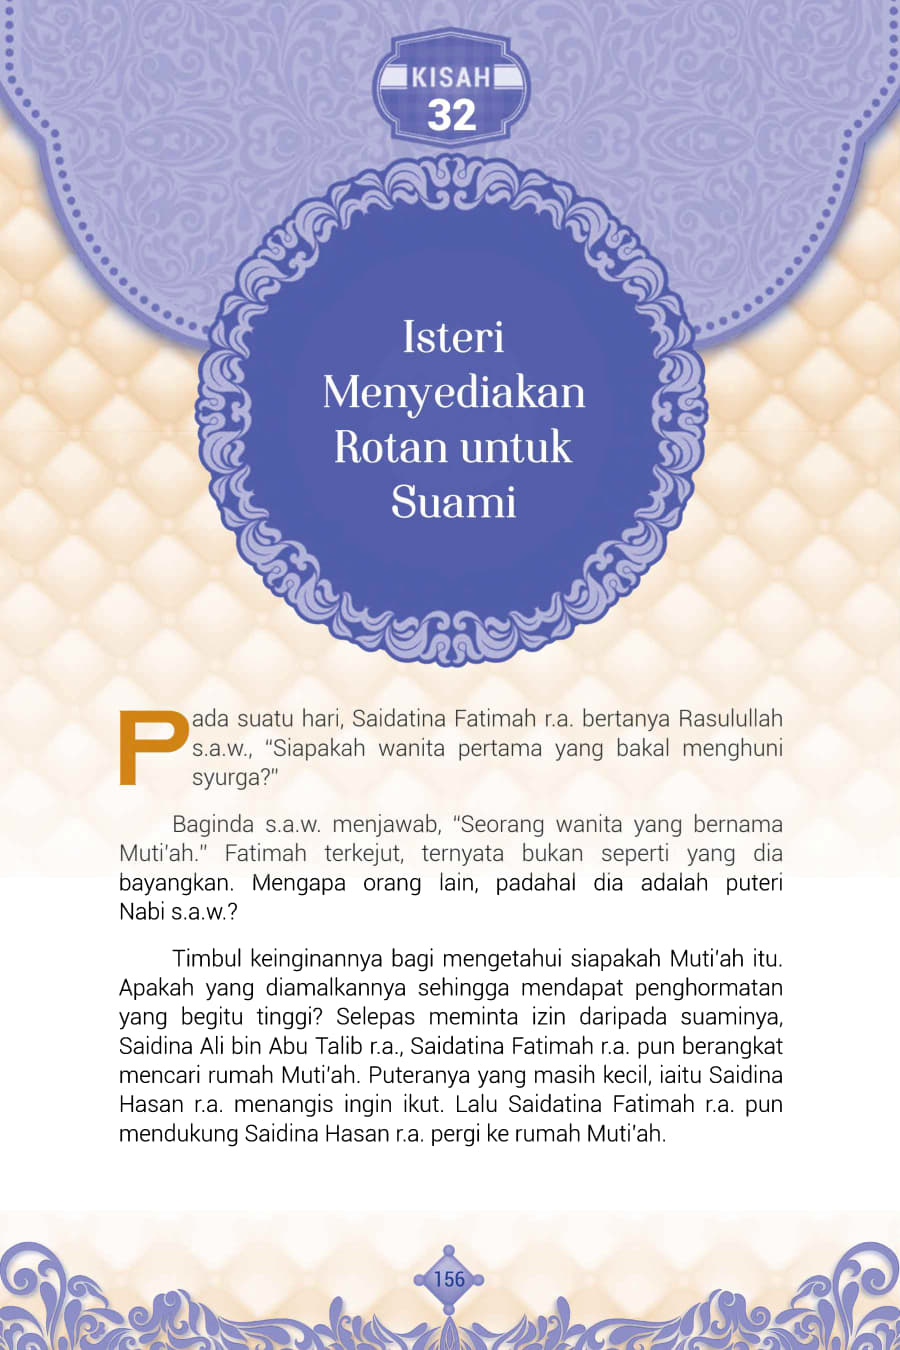 KISAH
32
Isteri
Menyediakan
Rotan untuk
Suami
Pada suatu hari, Saidatina Fatimah r.a. bertanya Rasulullah
s.a.w., “Siapakah wanita pertama yang bakal menghuni
syurga?”
Baginda s.a.w. menjawab, “Seorang wanita yang bernama
Muti’ah.” Fatimah terkejut, ternyata bukan seperti yang dia
bayangkan. Mengapa orang lain, padahal dia adalah puteri
Nabi s.a.w.?
Timbul keinginannya bagi mengetahui siapakah Muti’ah itu.
Apakah yang diamalkannya sehingga mendapat penghormatan
yang begitu tinggi? Selepas meminta izin daripada suaminya,
Saidina Ali bin Abu Talib r.a., Saidatina Fatimah r.a. pun berangkat
mencari rumah Muti’ah. Puteranya yang masih kecil, iaitu Saidina
Hasan r.a. menangis ingin ikut. Lalu Saidatina Fatimah r.a. pun
mendukung Saidina Hasan r.a. pergi ke rumah Muti’ah.
156